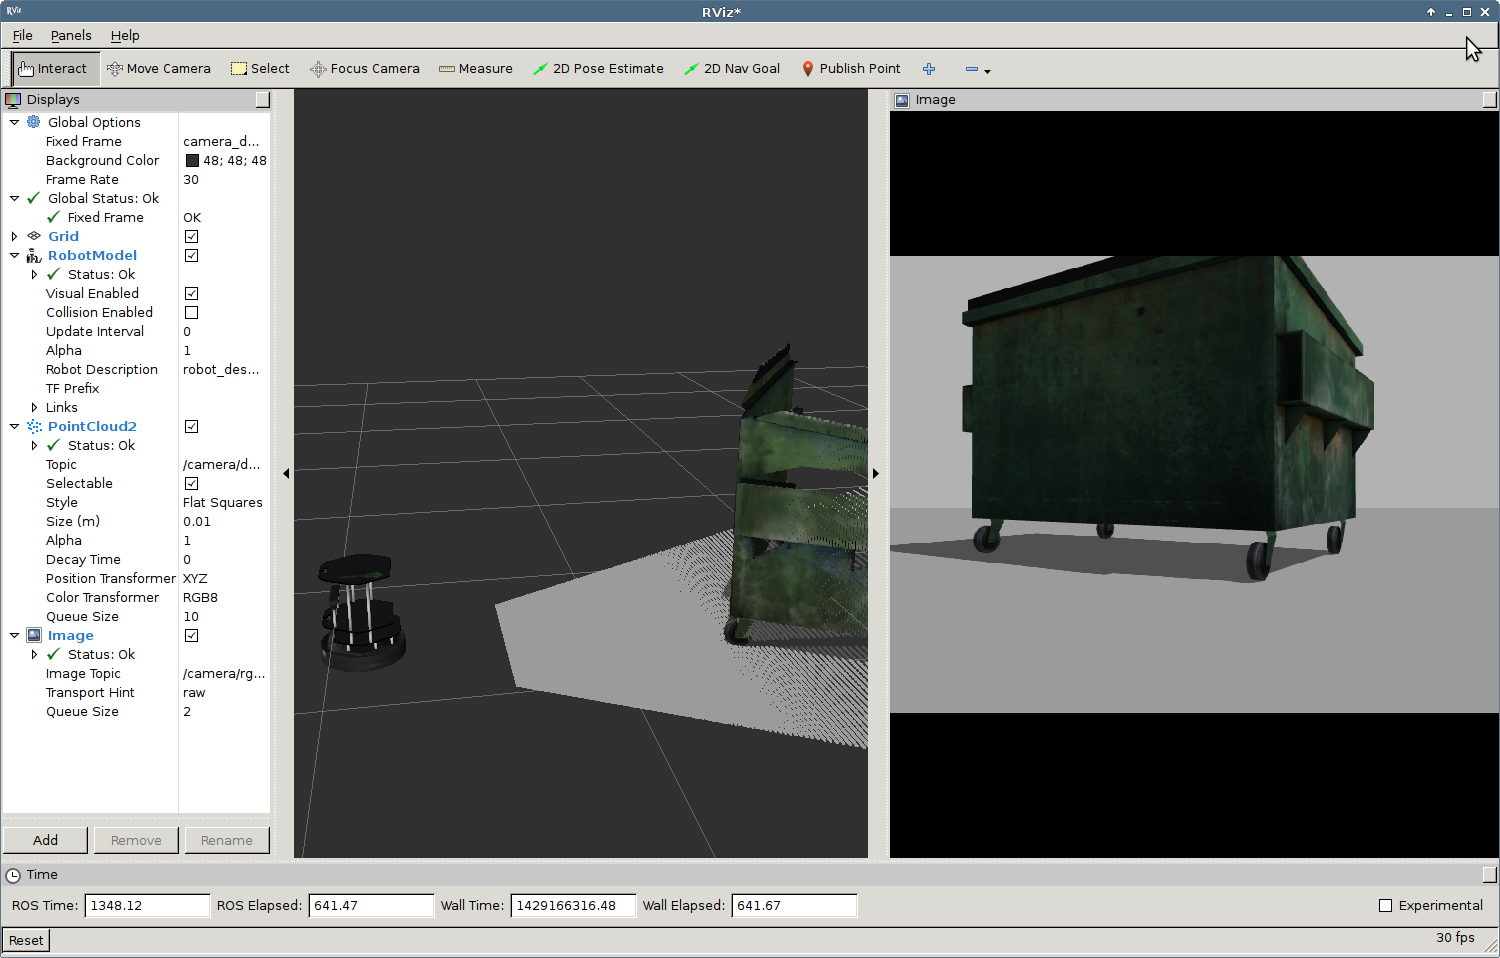 RViz
RViz*
File Panels Help
Interact Move Camera Select Focus Camera Measure 2D Pose Estimate 2D Nav Goal Publish Point
Displays
Global Options
Fixed Frame camera_d...
Background Color 48; 48; 48
Frame Rate 30
Global Status: Ok
Fixed Frame OK
Grid
RobotModel
Status: Ok
Visual Enabled
Collision Enabled
Update Interval 0
Alpha 1
Robot Description robot_des...
TF Prefix
Links
PointCloud2
Status: Ok
Topic /camera/d...
Selectable
Style Flat Squares
Size (m) 0.01
Alpha 1
Decay Time 0
Position Transformer XYZ
Color Transformer RGB8
Queue Size 10
Image
Status: Ok
Image Topic /camera/rg...
Transport Hint raw
Queue Size 2
Add Remove Rename
Image
Time
ROS Time: 1348.12 ROS Elapsed: 641.47 Wall Time: 1429166316.48 Wall Elapsed: 641.67 Experimental
Reset 30 fps